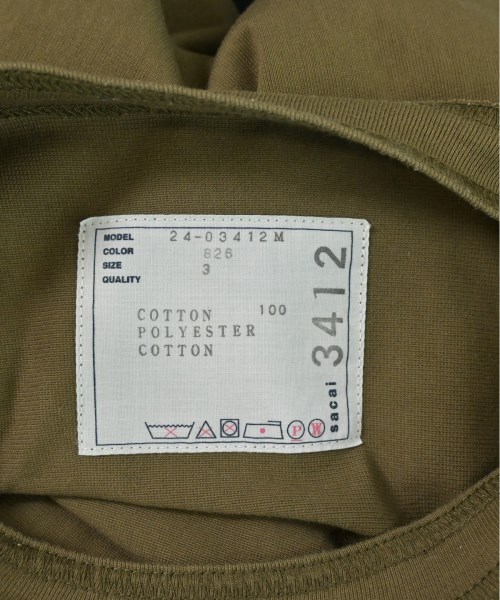 MODEL 24-03412M
COLOR 826
SIZE 3
QUALITY
COTTON 100
POLYESTER
COTTON
P W
sacai 3412